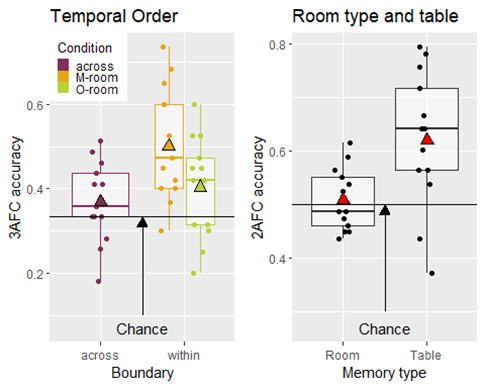 Temporal Order
Condition
across
M-room
O-room
3AFC accuracy
0.6
0.4
0.2
Chance
across
within
Boundary
Room type and table
2AFC accuracy
0.8
0.6
0.4
Chance
Room
Table
Memory type